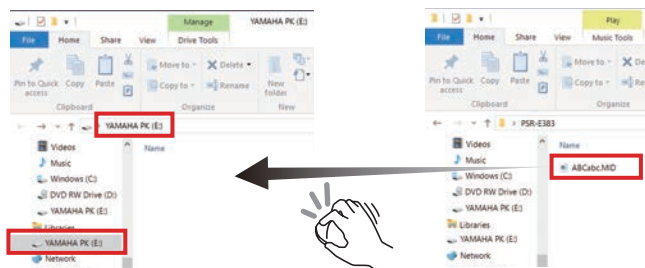 Manage
YAMAHA PK (E:)
File
Home
Share
View
Drive Tools
Pin to Quick access
Copy
Paste
Move to
Copy to
Delete
Rename
New folder
Clipboard
Organize
New
YAMAHA PK (E:)
Name
Videos
Music
Windows (C:)
DVD RW Drive (D:)
YAMAHA PK (E:)
Libraries
YAMAHA PK (E:)
Network
Play
File
Home
Share
View
Music Tools
Pin to Quick access
Copy
Paste
Move to
Copy to
De
Ren
Clipboard
Organize
PSR-E383
Name
ABCabc.MID
Videos
Music
Windows (C:)
DVD RW Drive (D:)
YAMAHA PK (E:)
Libraries
YAMAHA PK (E:)
Network